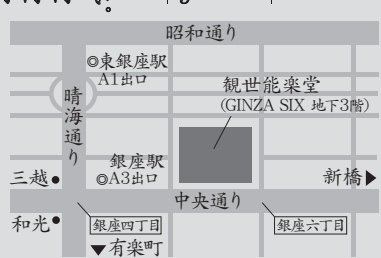 昭和通り
◎東銀座駅
A1出口
晴海通り
観世能楽堂
(GINZA SIX 地下3階)
銀座駅
◎A3出口
三越●
新橋▶
中央通り
和光●
銀座四丁目
銀座六丁目
▼有楽町